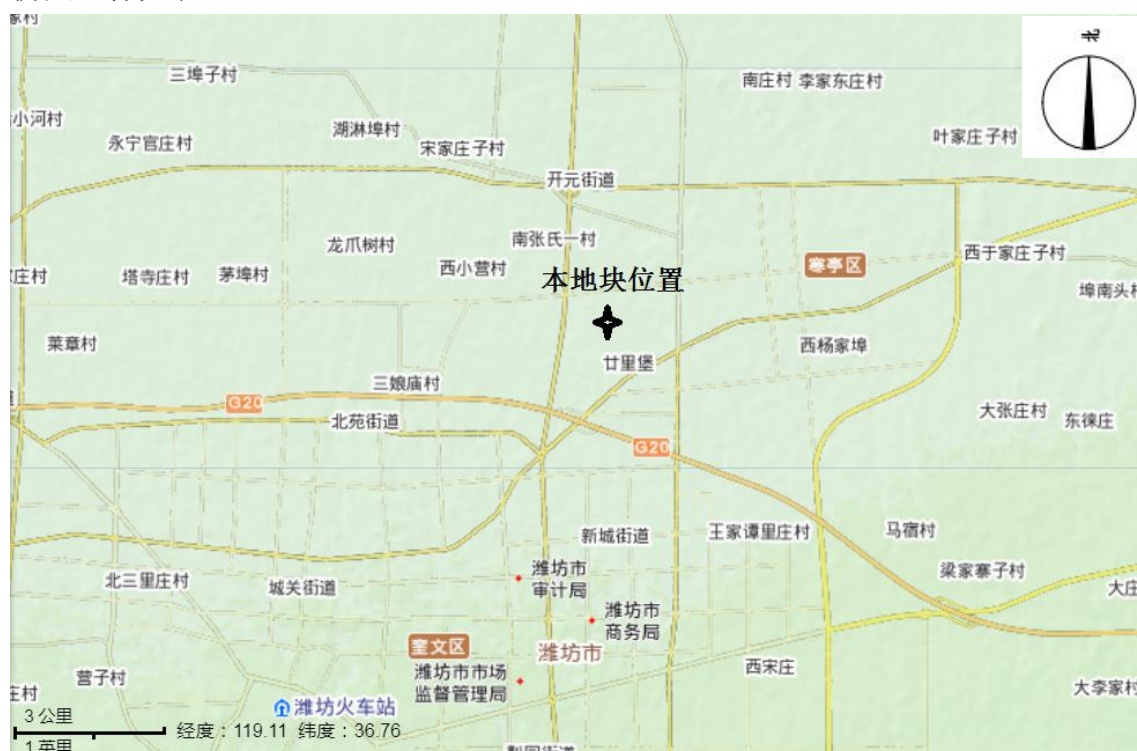 北
三埠子村
南庄村
李家东庄村
小河村
湖淋埠村
永宁官庄村
宋家庄子村
叶家庄子村
开元街道
南张氏一村
龙爪树村
西于家庄子村
西小营村
寒亭区
塔寺庄村
茅埠村
本地块位置
埠南头村
莱章村
西杨家埠
廿里堡
三娘庙村
G20
大张庄村
东徕庄
北苑街道
G20
新城街道
王家谭里庄村
马宿村
潍坊市
审计局
梁家寨子村
北三里庄村
城关街道
大庄
潍坊市
商务局
奎文区
潍坊市
潍坊市市场
监督管理局
西宋庄
营子村
大李家村
庄村
潍坊火车站
3公里
经度：119.11 纬度：36.76
1英里